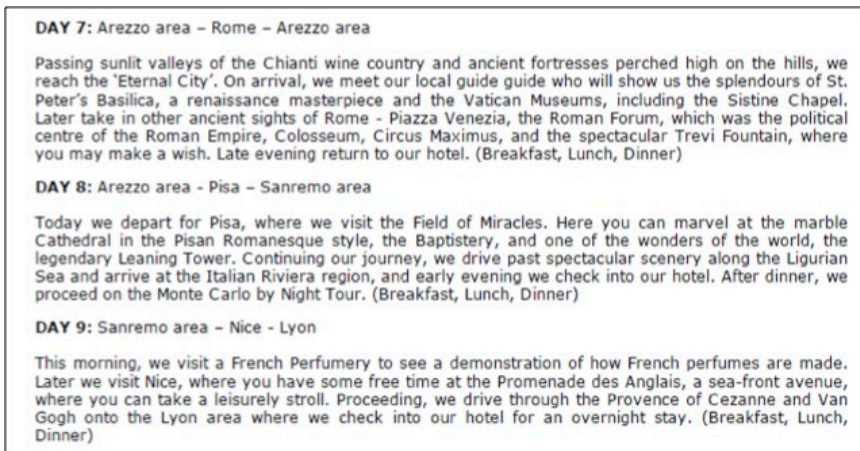 DAY 7: Arezzo area – Rome – Arezzo area
Passing sunlit valleys of the Chianti wine country and ancient fortresses perched high on the hills, we
reach the ‘Eternal City’. On arrival, we meet our local guide guide who will show us the splendours of St.
Peter’s Basilica, a renaissance masterpiece and the Vatican Museums, including the Sistine Chapel.
Later take in other ancient sights of Rome - Piazza Venezia, the Roman Forum, which was the political
centre of the Roman Empire, Colosseum, Circus Maximus, and the spectacular Trevi Fountain, where
you may make a wish. Late evening return to our hotel. (Breakfast, Lunch, Dinner)
DAY 8: Arezzo area - Pisa – Sanremo area
Today we depart for Pisa, where we visit the Field of Miracles. Here you can marvel at the marble
Cathedral in the Pisan Romanesque style, the Baptistery, and one of the wonders of the world, the
legendary Leaning Tower. Continuing our journey, we drive past spectacular scenery along the Ligurian
Sea and arrive at the Italian Riviera region, and early evening we check into our hotel. After dinner, we
proceed on the Monte Carlo by Night Tour. (Breakfast, Lunch, Dinner)
DAY 9: Sanremo area – Nice - Lyon
This morning, we visit a French Perfumery to see a demonstration of how French perfumes are made.
Later we visit Nice, where you have some free time at the Promenade des Anglais, a sea-front avenue,
where you can take a leisurely stroll. Proceeding, we drive through the Provence of Cezanne and Van
Gogh onto the Lyon area where we check into our hotel for an overnight stay. (Breakfast, Lunch,
Dinner)